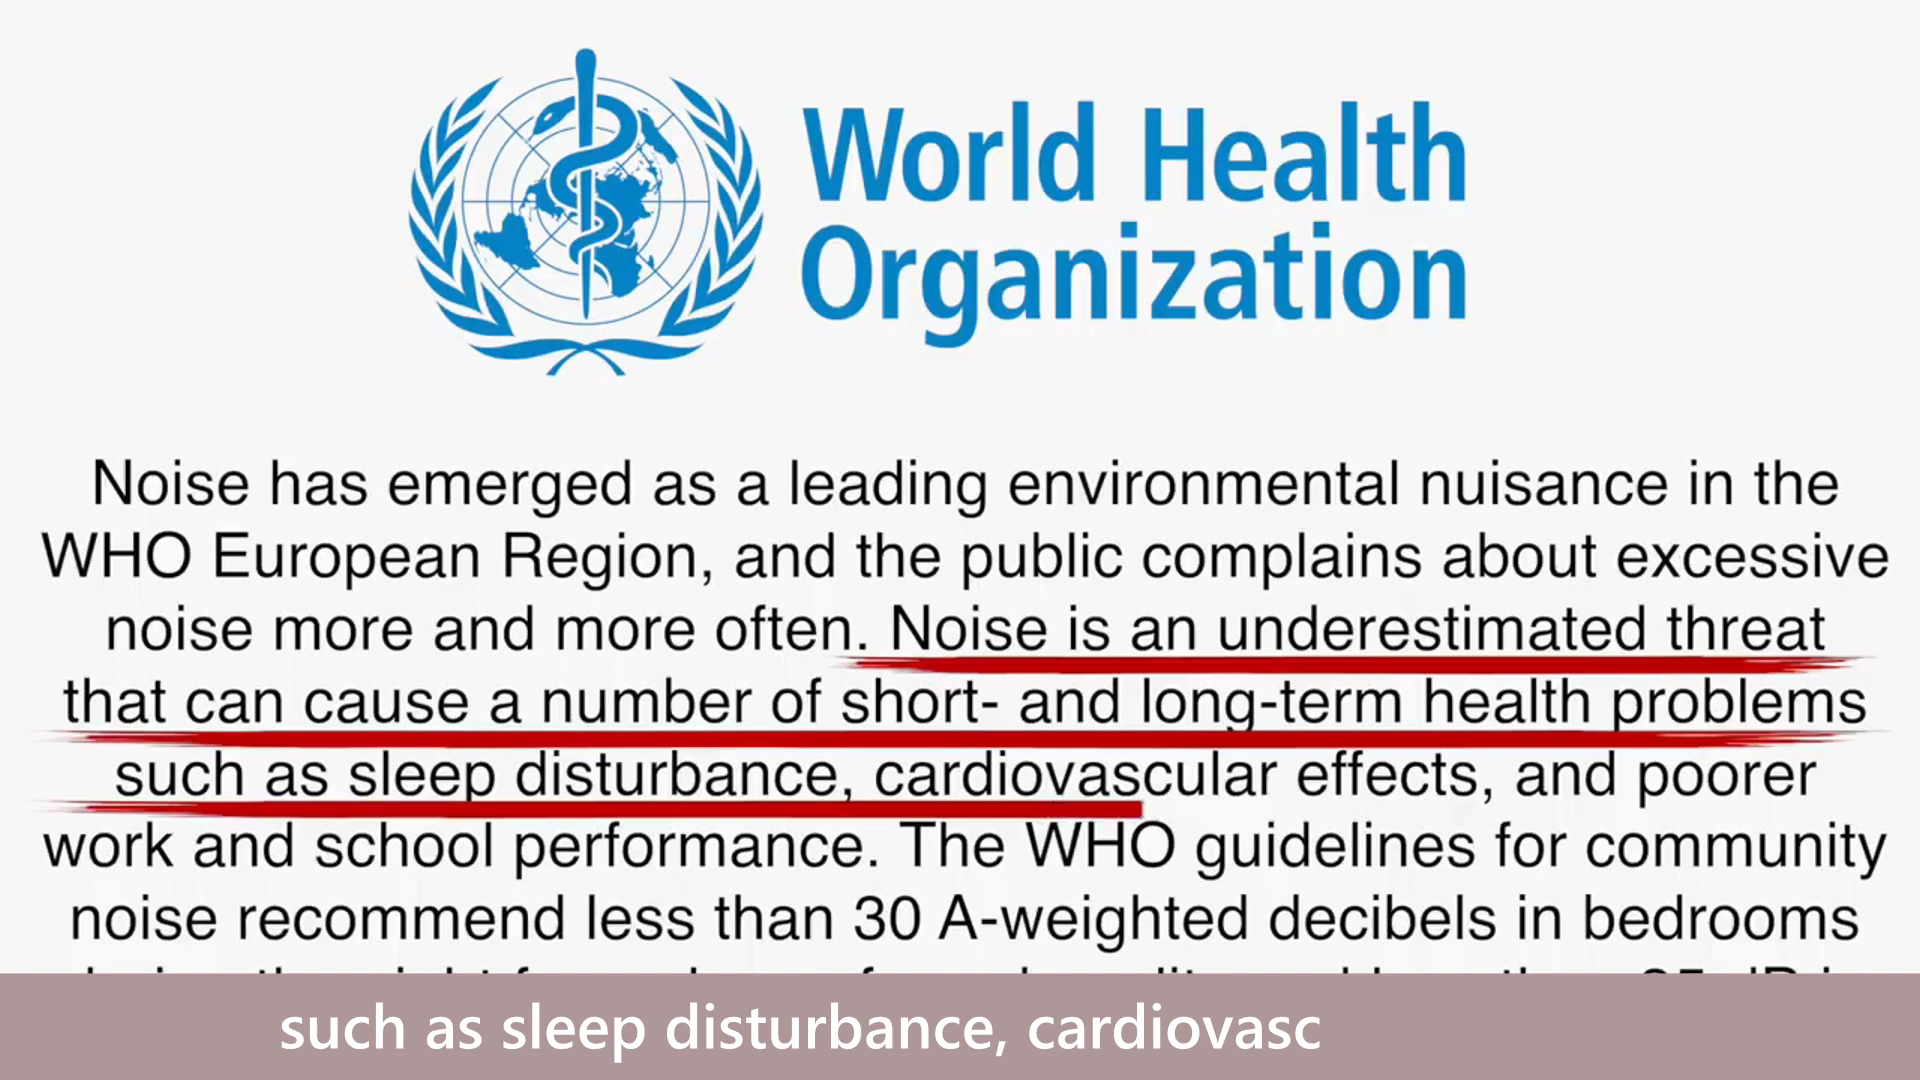 World Health
Organization
Noise has emerged as a leading environmental nuisance in the
WHO European Region, and the public complains about excessive
noise more and more often. Noise is an underestimated threat
that can cause a number of short- and long-term health problems
such as sleep disturbance, cardiovascular effects, and poorer
work and school performance. The WHO guidelines for community
noise recommend less than 30 A-weighted decibels in bedrooms
such as sleep disturbance, cardiovasc